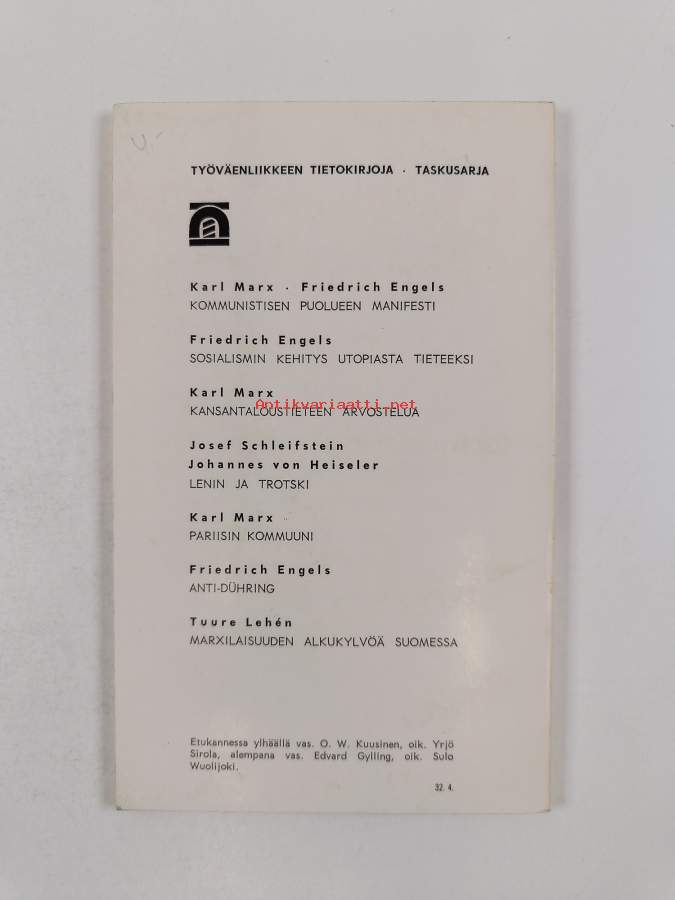 TYÖVÄENLIIKKEEN TIETOKIRJOJA · TASKUSARJA
Karl Marx · Friedrich Engels
KOMMUNISTISEN PUOLUEEN MANIFESTI
Friedrich Engels
SOSIALISMIN KEHITYS UTOPIASTA TIETEEKSI
Karl Marx
Antikvariaatti.net
KANSANTALOUSTIETEEN ARVOSTELUA
Josef Schleifstein
Johannes von Heiseler
LENIN JA TROTSKI
Karl Marx
PARIISIN KOMMUUNI
Friedrich Engels
ANTI-DÜHRING
Tuure Lehén
MARXILAISUUDEN ALKUKYLVÖÄ SUOMESSA
Etukannessa ylhäällä vas. O. W. Kuusinen, oik. Yrjö
Sirola, alempana vas. Edvard Gylling, oik. Sulo
Wuolijoki.
32. 4.